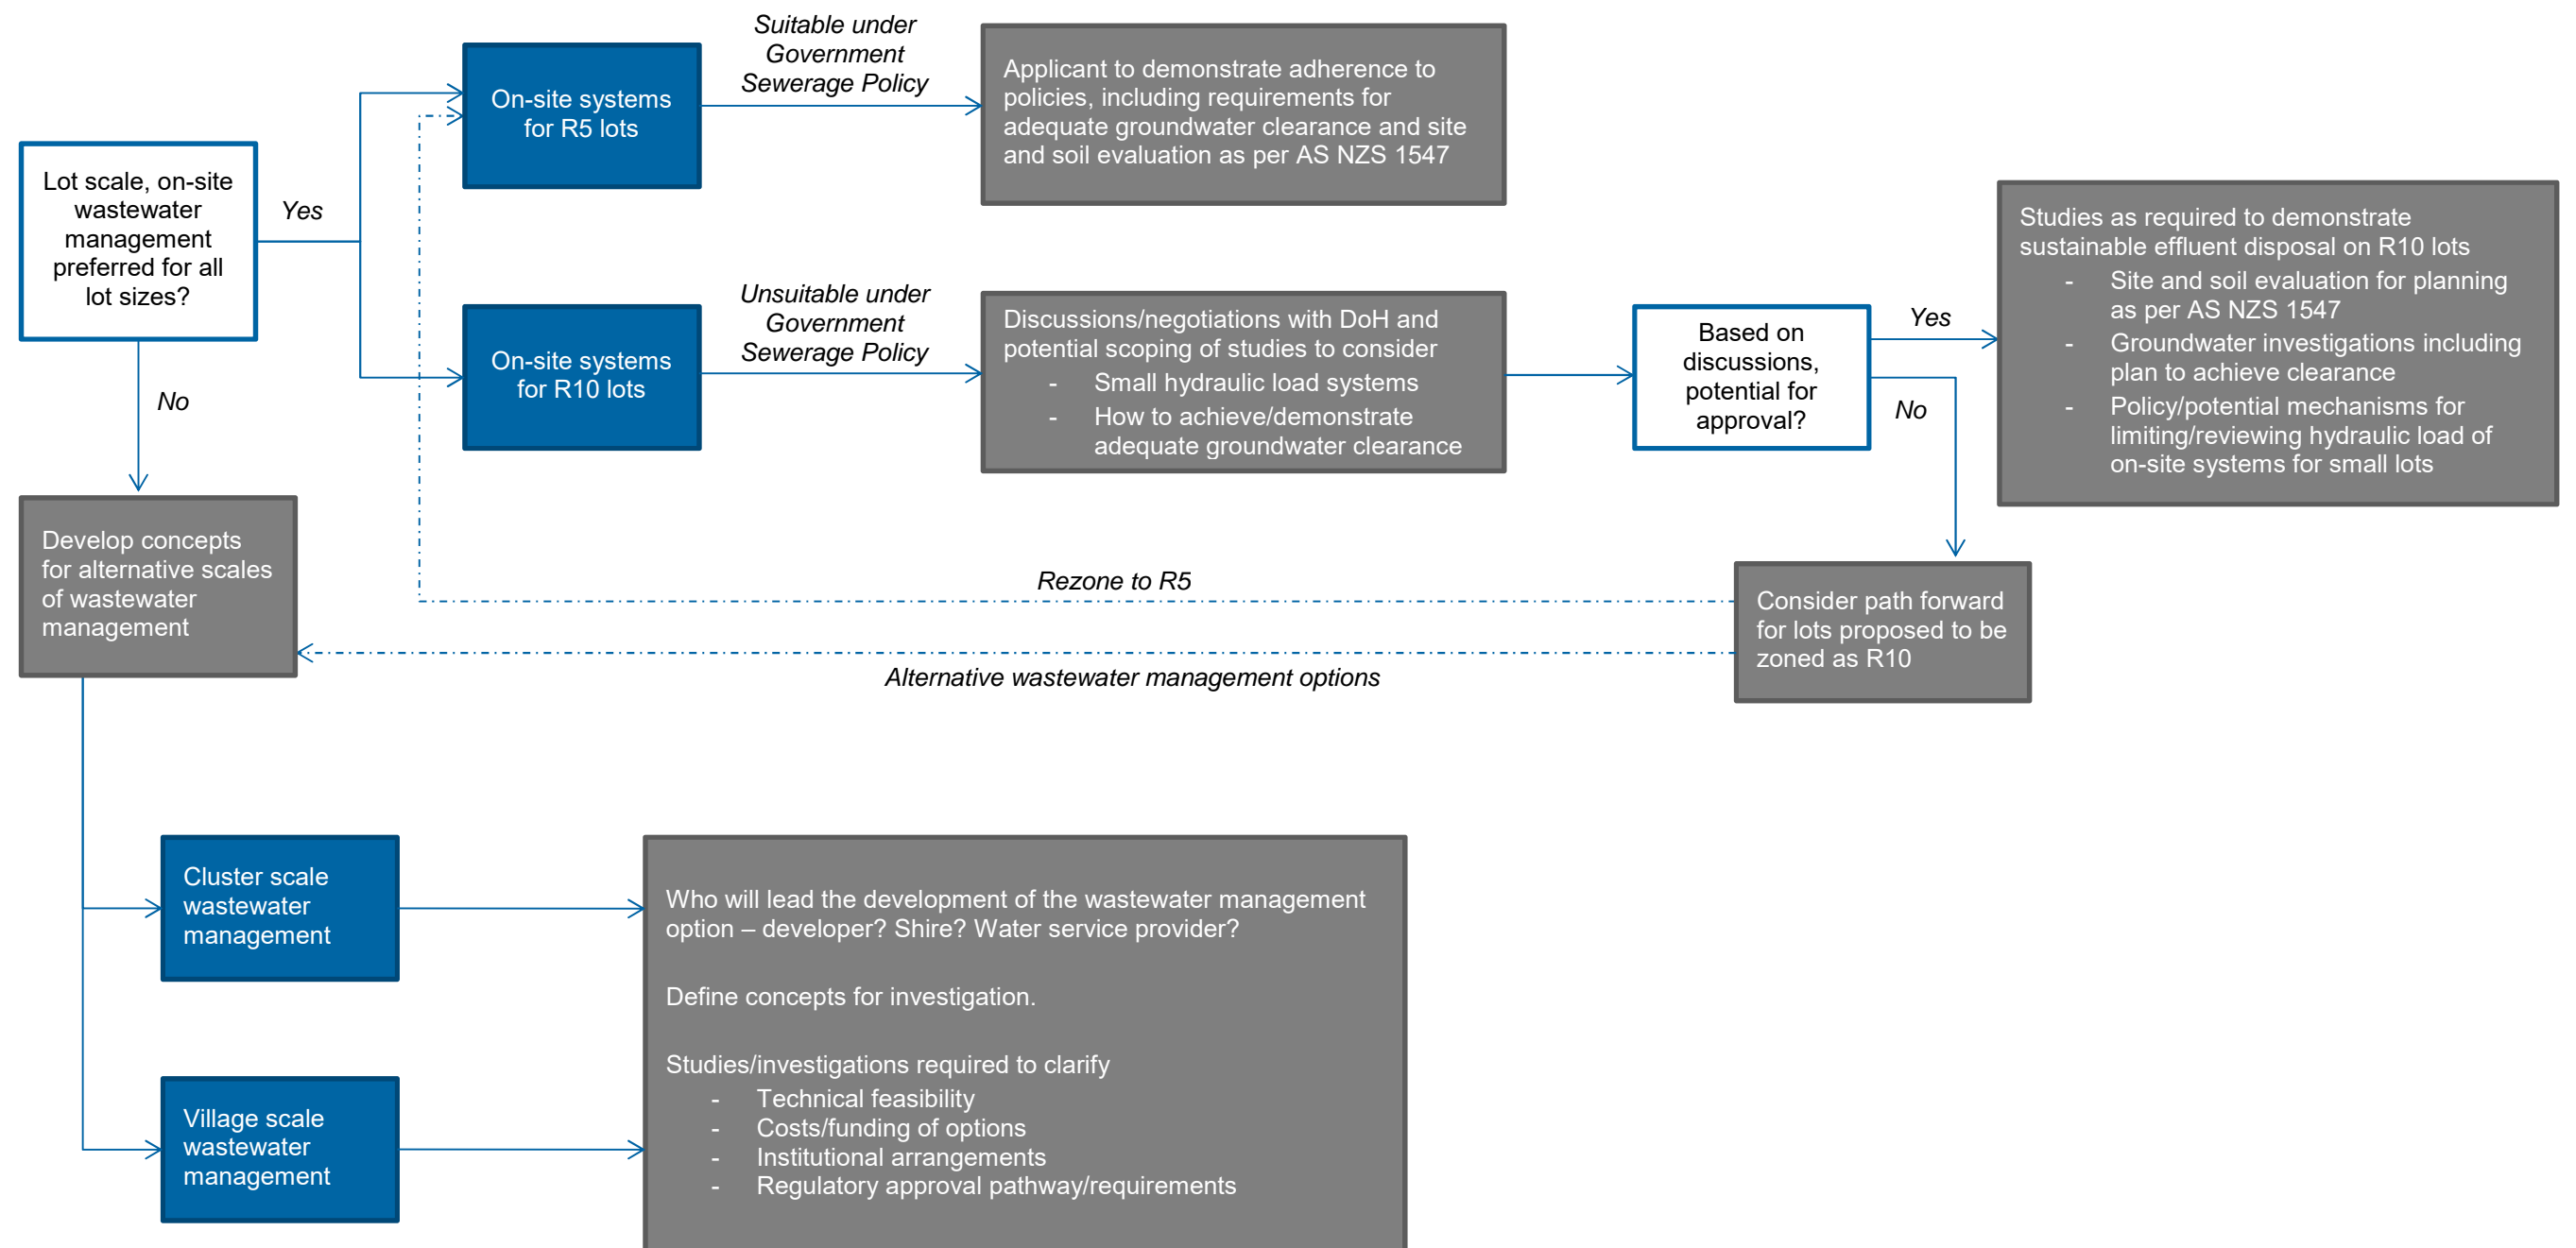 Suitable under
Government
Sewerage Policy
On-site systems
for R5 lots
Applicant to demonstrate adherence to
policies, including requirements for
adequate groundwater clearance and site
and soil evaluation as per AS NZS 1547
Lot scale, on-site
wastewater
management
preferred for all
lot sizes?
Yes
No
On-site systems
for R10 lots
Unsuitable under
Government
Sewerage Policy
Discussions/negotiations with DoH and
potential scoping of studies to consider
- Small hydraulic load systems
- How to achieve/demonstrate
adequate groundwater clearance
Based on
discussions,
potential for
approval?
Yes
No
Studies as required to demonstrate
sustainable effluent disposal on R10 lots
- Site and soil evaluation for planning
as per AS NZS 1547
- Groundwater investigations including
plan to achieve clearance
- Policy/potential mechanisms for
limiting/reviewing hydraulic load of
on-site systems for small lots
Develop concepts
for alternative scales
of wastewater
management
Rezone to R5
Alternative wastewater management options
Consider path forward
for lots proposed to be
zoned as R10
Cluster scale
wastewater
management
Village scale
wastewater
management
Who will lead the development of the wastewater management
option – developer? Shire? Water service provider?
Define concepts for investigation.
Studies/investigations required to clarify
- Technical feasibility
- Costs/funding of options
- Institutional arrangements
- Regulatory approval pathway/requirements